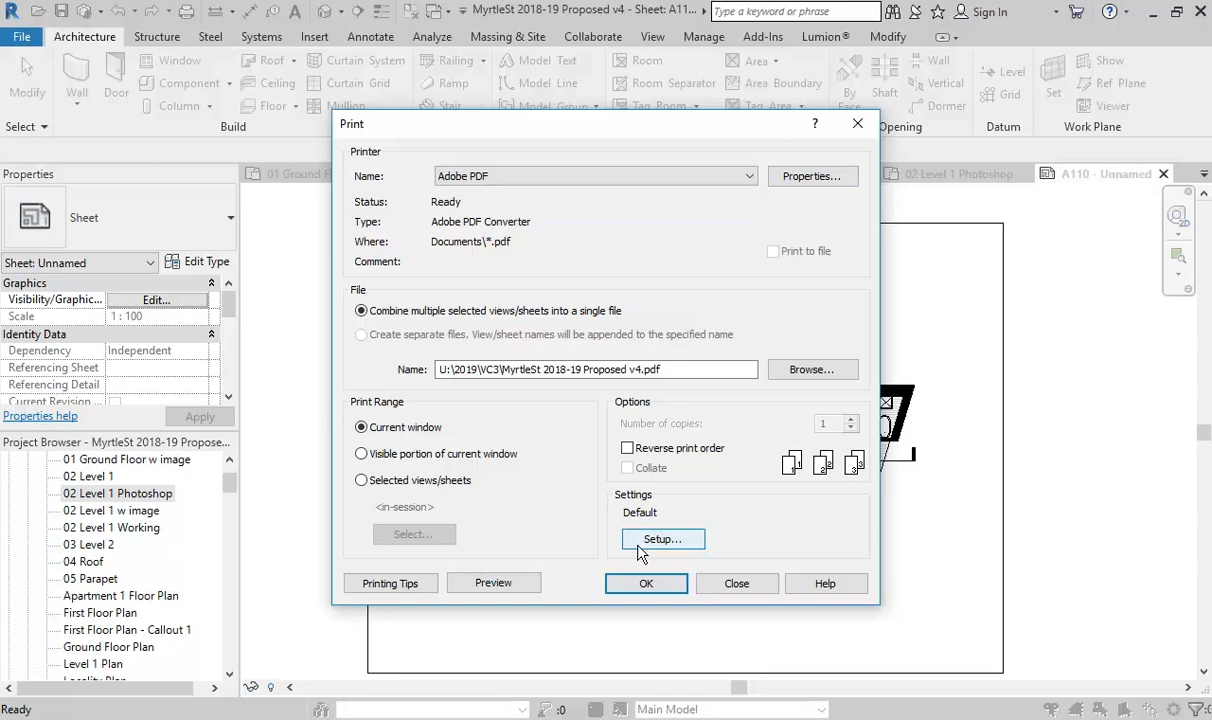 MyrtleSt 2018-19 Proposed v4 - Sheet: A11...
Type a keyword or phrase
Sign In
File
Architecture
Structure
Steel
Systems
Insert
Annotate
Analyze
Massing & Site
Collaborate
View
Manage
Add-Ins
Lumion®
Modify
Modify
Wall
Door
Window
Component
Column
Roof
Ceiling
Floor
Curtain System
Curtain Grid
Mullion
Railing
Ramp
Stair
Model Text
Model Line
Model Group
Room
Room Separator
Tag Room
Area
Area Boundary
Tag Area
By
Face
Shaft
Wall
Vertical
Dormer
Level
Grid
Set
Show
Ref Plane
Viewer
Select
Build
Opening
Datum
Work Plane
Properties
Sheet
Sheet: Unnamed
Edit Type
Graphics
Visibility/Graphic...
Edit...
Scale
1 : 100
Identity Data
Dependency
Independent
Referencing Sheet
Referencing Detail
Current Revision
Properties help
Apply
Project Browser - MyrtleSt 2018-19 Propose...
01 Ground Floor w image
02 Level 1
02 Level 1 Photoshop
02 Level 1 w image
02 Level 1 Working
03 Level 2
04 Roof
05 Parapet
Apartment 1 Floor Plan
First Floor Plan
First Floor Plan - Callout 1
Ground Floor Plan
Level 1 Plan
Locality Plan
01 Ground F
02 Level 1 Photoshop
A110 - Unnamed
2D
Print
?
Printer
Name:
Adobe PDF
Properties...
Status:
Ready
Type:
Adobe PDF Converter
Where:
Documents\*.pdf
Comment:
Print to file
File
Combine multiple selected views/sheets into a single file
Create separate files. View/sheet names will be appended to the specified name
Name:
U:\2019\VC3\MyrtleSt 2018-19 Proposed v4.pdf
Browse...
Print Range
Current window
Visible portion of current window
Selected views/sheets
<in-session>
Select...
Options
Number of copies:
1
Reverse print order
Collate
1 1
2 2
3 3
Settings
Default
Setup...
Printing Tips
Preview
OK
Close
Help
Ready
:0
Main Model
:0